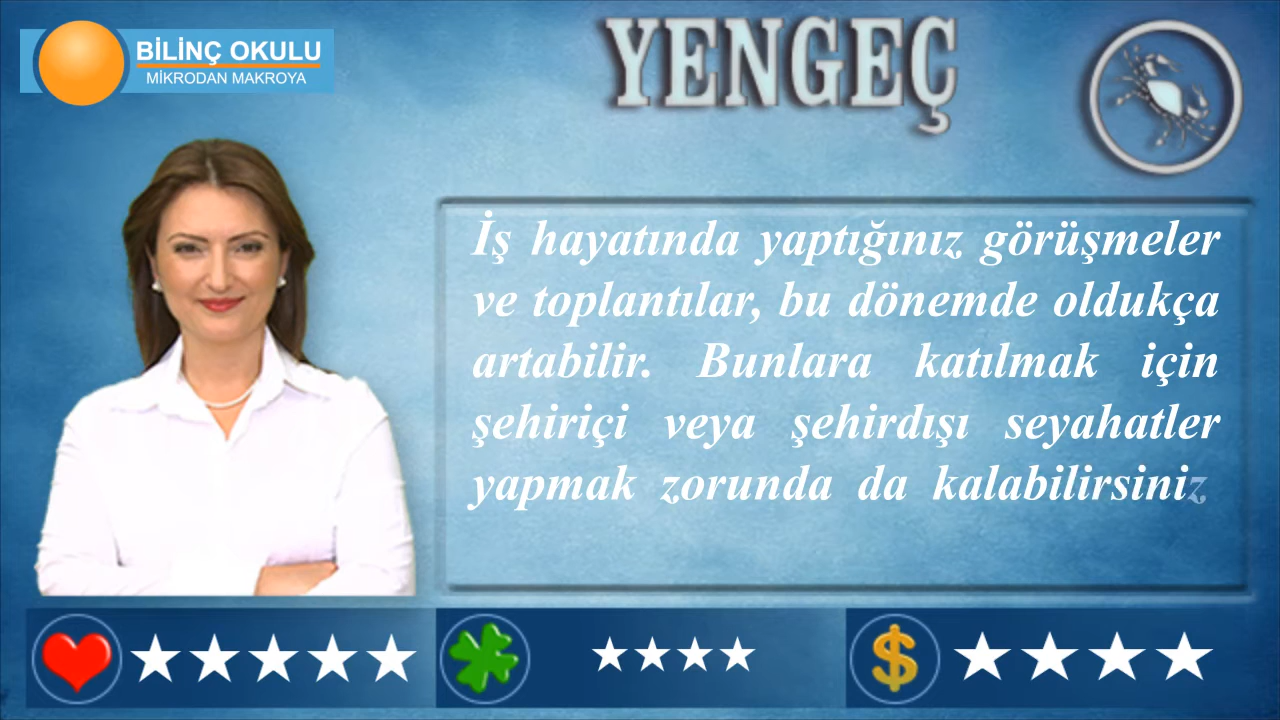 BİLİNÇ OKULU
MİKRODAN MAKROYA
YENGEÇ
İş hayatında yaptığınız görüşmeler
ve toplantılar, bu dönemde oldukça
artabilir. Bunlara katılmak için
şehiriçi veya şehirdışı seyahatler
yapmak zorunda da kalabilirsiniz